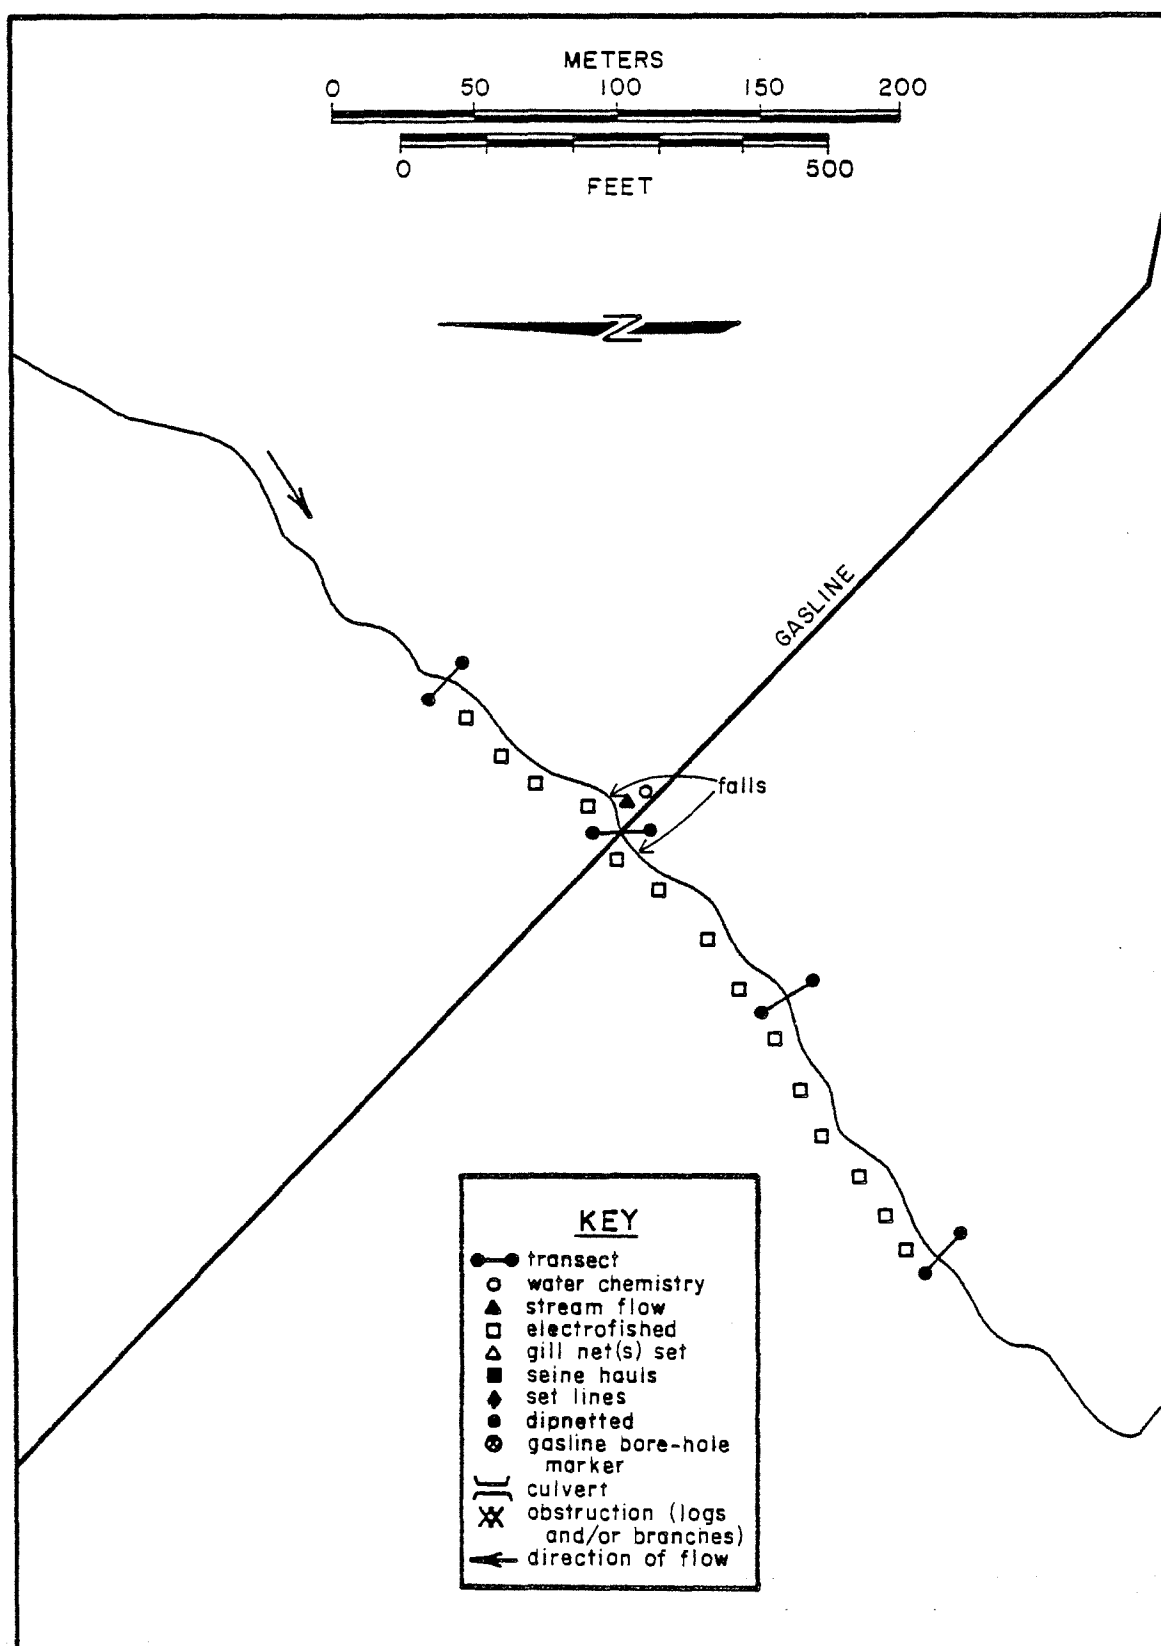 METERS
0 50 100 150 200
0 500
FEET
N
GASLINE
falls
KEY
transect
water chemistry
stream flow
electrofished
gill net(s) set
seine hauls
set lines
dipnetted
gasline bore-hole
marker
culvert
obstruction (logs
and/or branches)
direction of flow